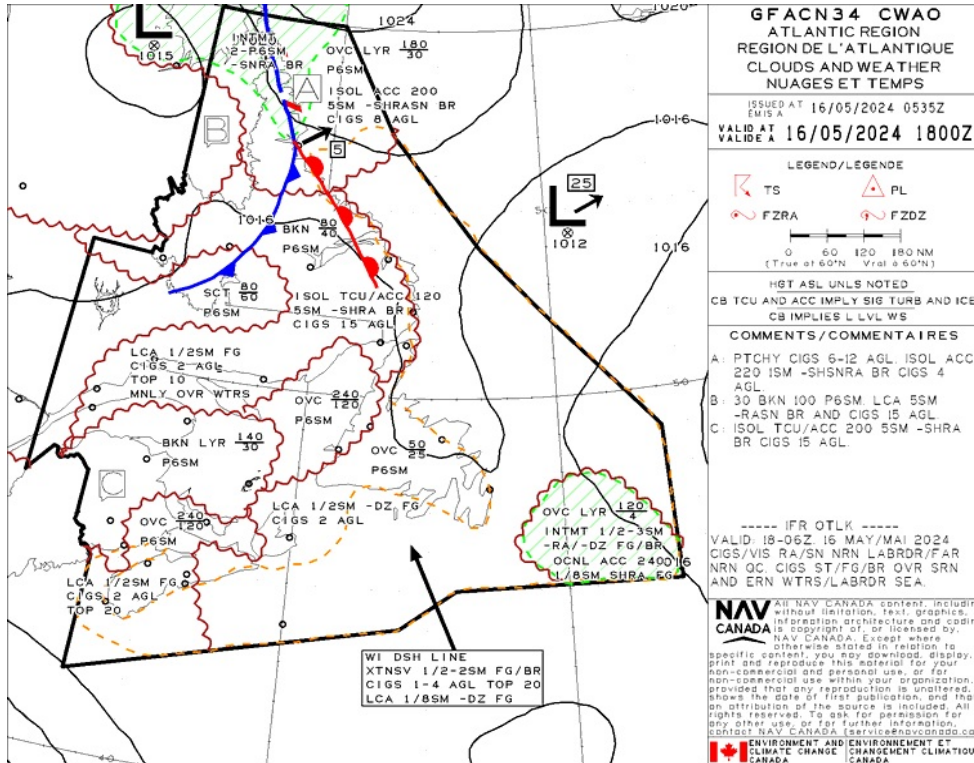 1024
1020
1015
INTMT
2-P6SM
-SNRA BR
OVC LYR 180/30
P6SM
A
ISOL ACC 200
5SM -SHRASN BR
CIGS 8 AGL
B
5
1016
25
1012
1016
1016
BKN 80/40
P6SM
SCT 80/60
P6SM
ISOL TCU/ACC 120
5SM -SHRA BR
CIGS 15 AGL
LCA 1/2SM FG
CIGS 2 AGL
TOP 10
MNLY OVR WTRS
50
OVC 240/120
P6SM
BKN LYR 140/30
P6SM
OVC 50/25
P6SM
C
LCA 1/2SM -DZ FG
CIGS 2 AGL
OVC 240/120
P6SM
OVC LYR 120/4
INTMT 1/2-3SM
-RA/-DZ FG/BR
OCNL ACC 240
1/8SM SHRA FG
016
LCA 1/2SM FG
CIGS 2 AGL
TOP 20
WI DSH LINE
XTNSV 1/2-2SM FG/BR
CIGS 1-4 AGL TOP 20
LCA 1/8SM -DZ FG
GFACN34 CWAO
ATLANTIC REGION
REGION DE L'ATLANTIQUE
CLOUDS AND WEATHER
NUAGES ET TEMPS
ISSUED AT 16/05/2024 0535Z
EMIS A
VALID AT 16/05/2024 1800Z
VALIDE A
LEGEND/LEGENDE
TS PL
FZRA FZDZ
0 60 120 180 NM
(True at 60°N Vrai à 60°N)
HGT ASL UNLS NOTED
CB TCU AND ACC IMPLY SIG TURB AND ICE
CB IMPLIES L LVL WS
COMMENTS/COMMENTAIRES
A: PTCHY CIGS 6-12 AGL. ISOL ACC
220 1SM -SHSNRA BR CIGS 4
AGL.
B: 30 BKN 100 P6SM. LCA 5SM
-RASN BR AND CIGS 15 AGL.
C: ISOL TCU/ACC 200 5SM -SHRA
BR CIGS 15 AGL.
----- IFR OTLK -----
VALID: 18-06Z. 16 MAY/MAI 2024
CIGS/VIS RA/SN NRN LABRDR/FAR
NRN QC. CIGS ST/FG/BR OVR SRN
AND ERN WTRS/LABRDR SEA.
NAV CANADA
All NAV CANADA content, including
without limitation, text, graphics,
information architecture and coding
is copyright of, or licensed by,
NAV CANADA. Except where
otherwise stated in relation to
specific content, you may download, display,
print and reproduce this material for your
non-commercial and personal use, or for
non-commercial use within your organization,
provided that any reproduction is unaltered,
shows the date of first publication, and that
an attribution of the source is included. All
rights reserved. To ask for permission for
any other use, or for further information,
contact NAV CANADA (service@navcanada.ca
ENVIRONMENT AND
CLIMATE CHANGE
CANADA
ENVIRONNEMENT ET
CHANGEMENT CLIMATIQUE
CANADA